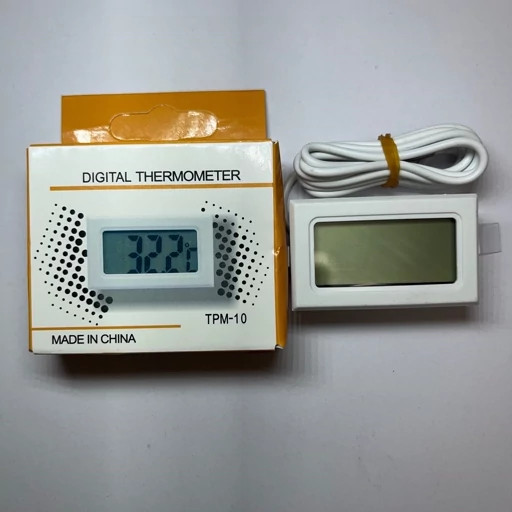 DIGITAL THERMOMETER
32.2°C
TPM-10
MADE IN CHINA